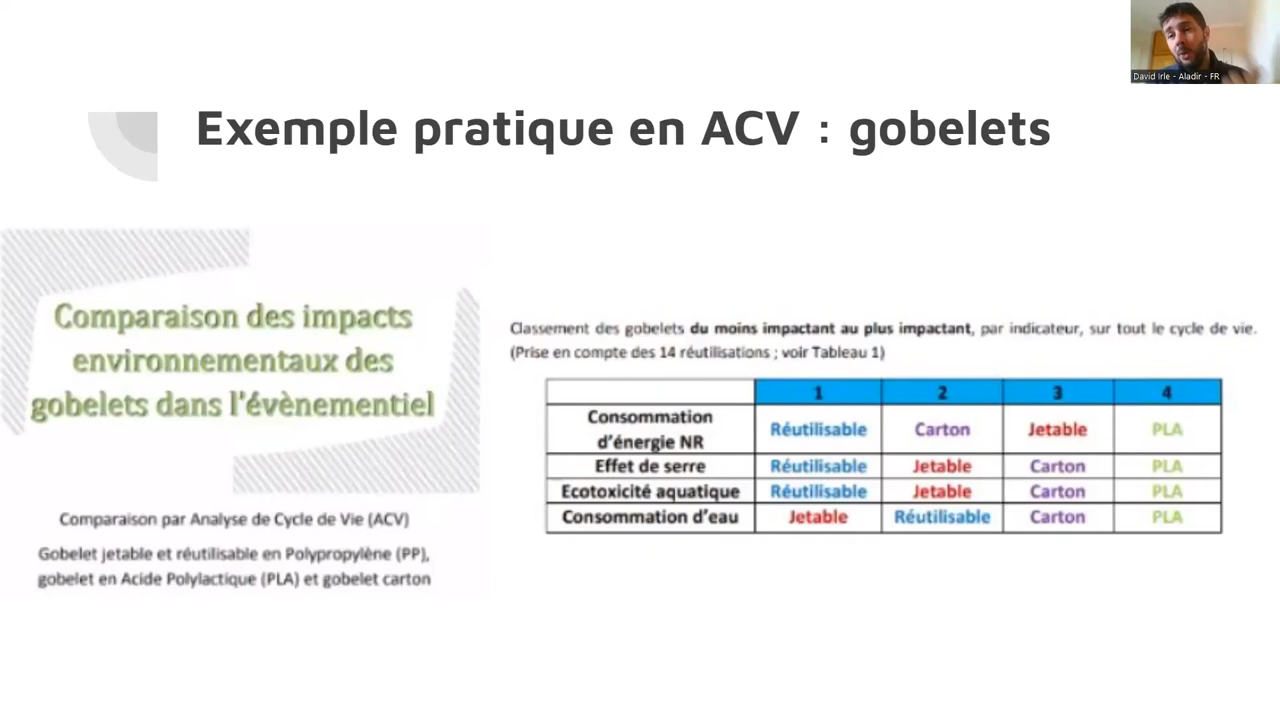 David Irle - Aladir - FR
Exemple pratique en ACV : gobelets
Comparaison des impacts
environnementaux des
gobelets dans l'évènementiel
Comparaison par Analyse de Cycle de Vie (ACV)
Gobelet jetable et réutilisable en Polypropylène (PP),
gobelet en Acide Polylactique (PLA) et gobelet carton
Classement des gobelets du moins impactant au plus impactant, par indicateur, sur tout le cycle de vie.
(Prise en compte des 14 réutilisations ; voir Tableau 1)
1 2 3 4
Consommation
d'énergie NR Réutilisable Carton Jetable PLA
Effet de serre Réutilisable Jetable Carton PLA
Ecotoxicité aquatique Réutilisable Jetable Carton PLA
Consommation d'eau Jetable Réutilisable Carton PLA